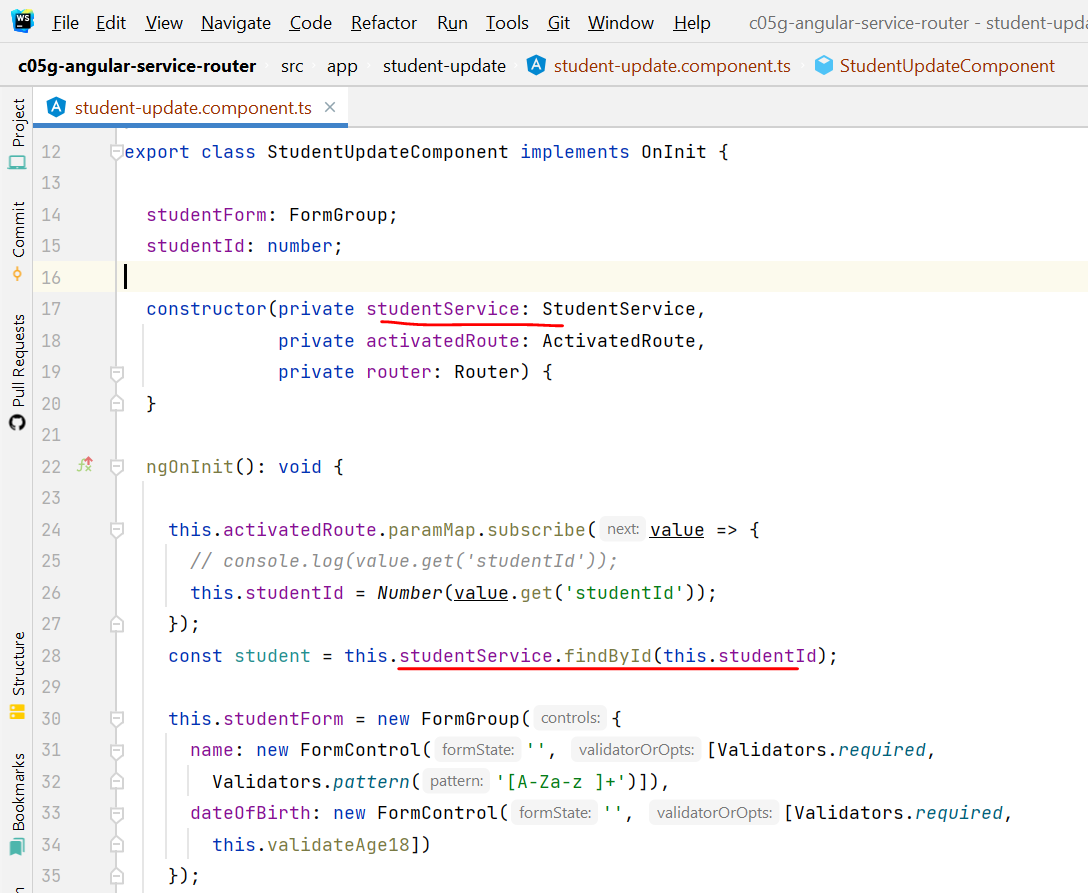 WS File Edit View Navigate Code Refactor Run Tools Git Window Help c05g-angular-service-router - student-upda
c05g-angular-service-router src app student-update student-update.component.ts StudentUpdateComponent
student-update.component.ts ×
Project
Commit
Pull Requests
Structure
Bookmarks
12 export class StudentUpdateComponent implements OnInit {
13
14 studentForm: FormGroup;
15 studentId: number;
16
17 constructor(private studentService: StudentService,
18 private activatedRoute: ActivatedRoute,
19 private router: Router) {
20 }
21
22 ngOnInit(): void {
23
24 this.activatedRoute.paramMap.subscribe( next: value => {
25 // console.log(value.get('studentId'));
26 this.studentId = Number(value.get('studentId'));
27 });
28 const student = this.studentService.findById(this.studentId);
29
30 this.studentForm = new FormGroup( controls: {
31 name: new FormControl( formState: '', validatorOrOpts: [Validators.required,
32 Validators.pattern( pattern: '[A-Za-z ]+')]),
33 dateOfBirth: new FormControl( formState: '', validatorOrOpts: [Validators.required,
34 this.validateAge18])
35 });